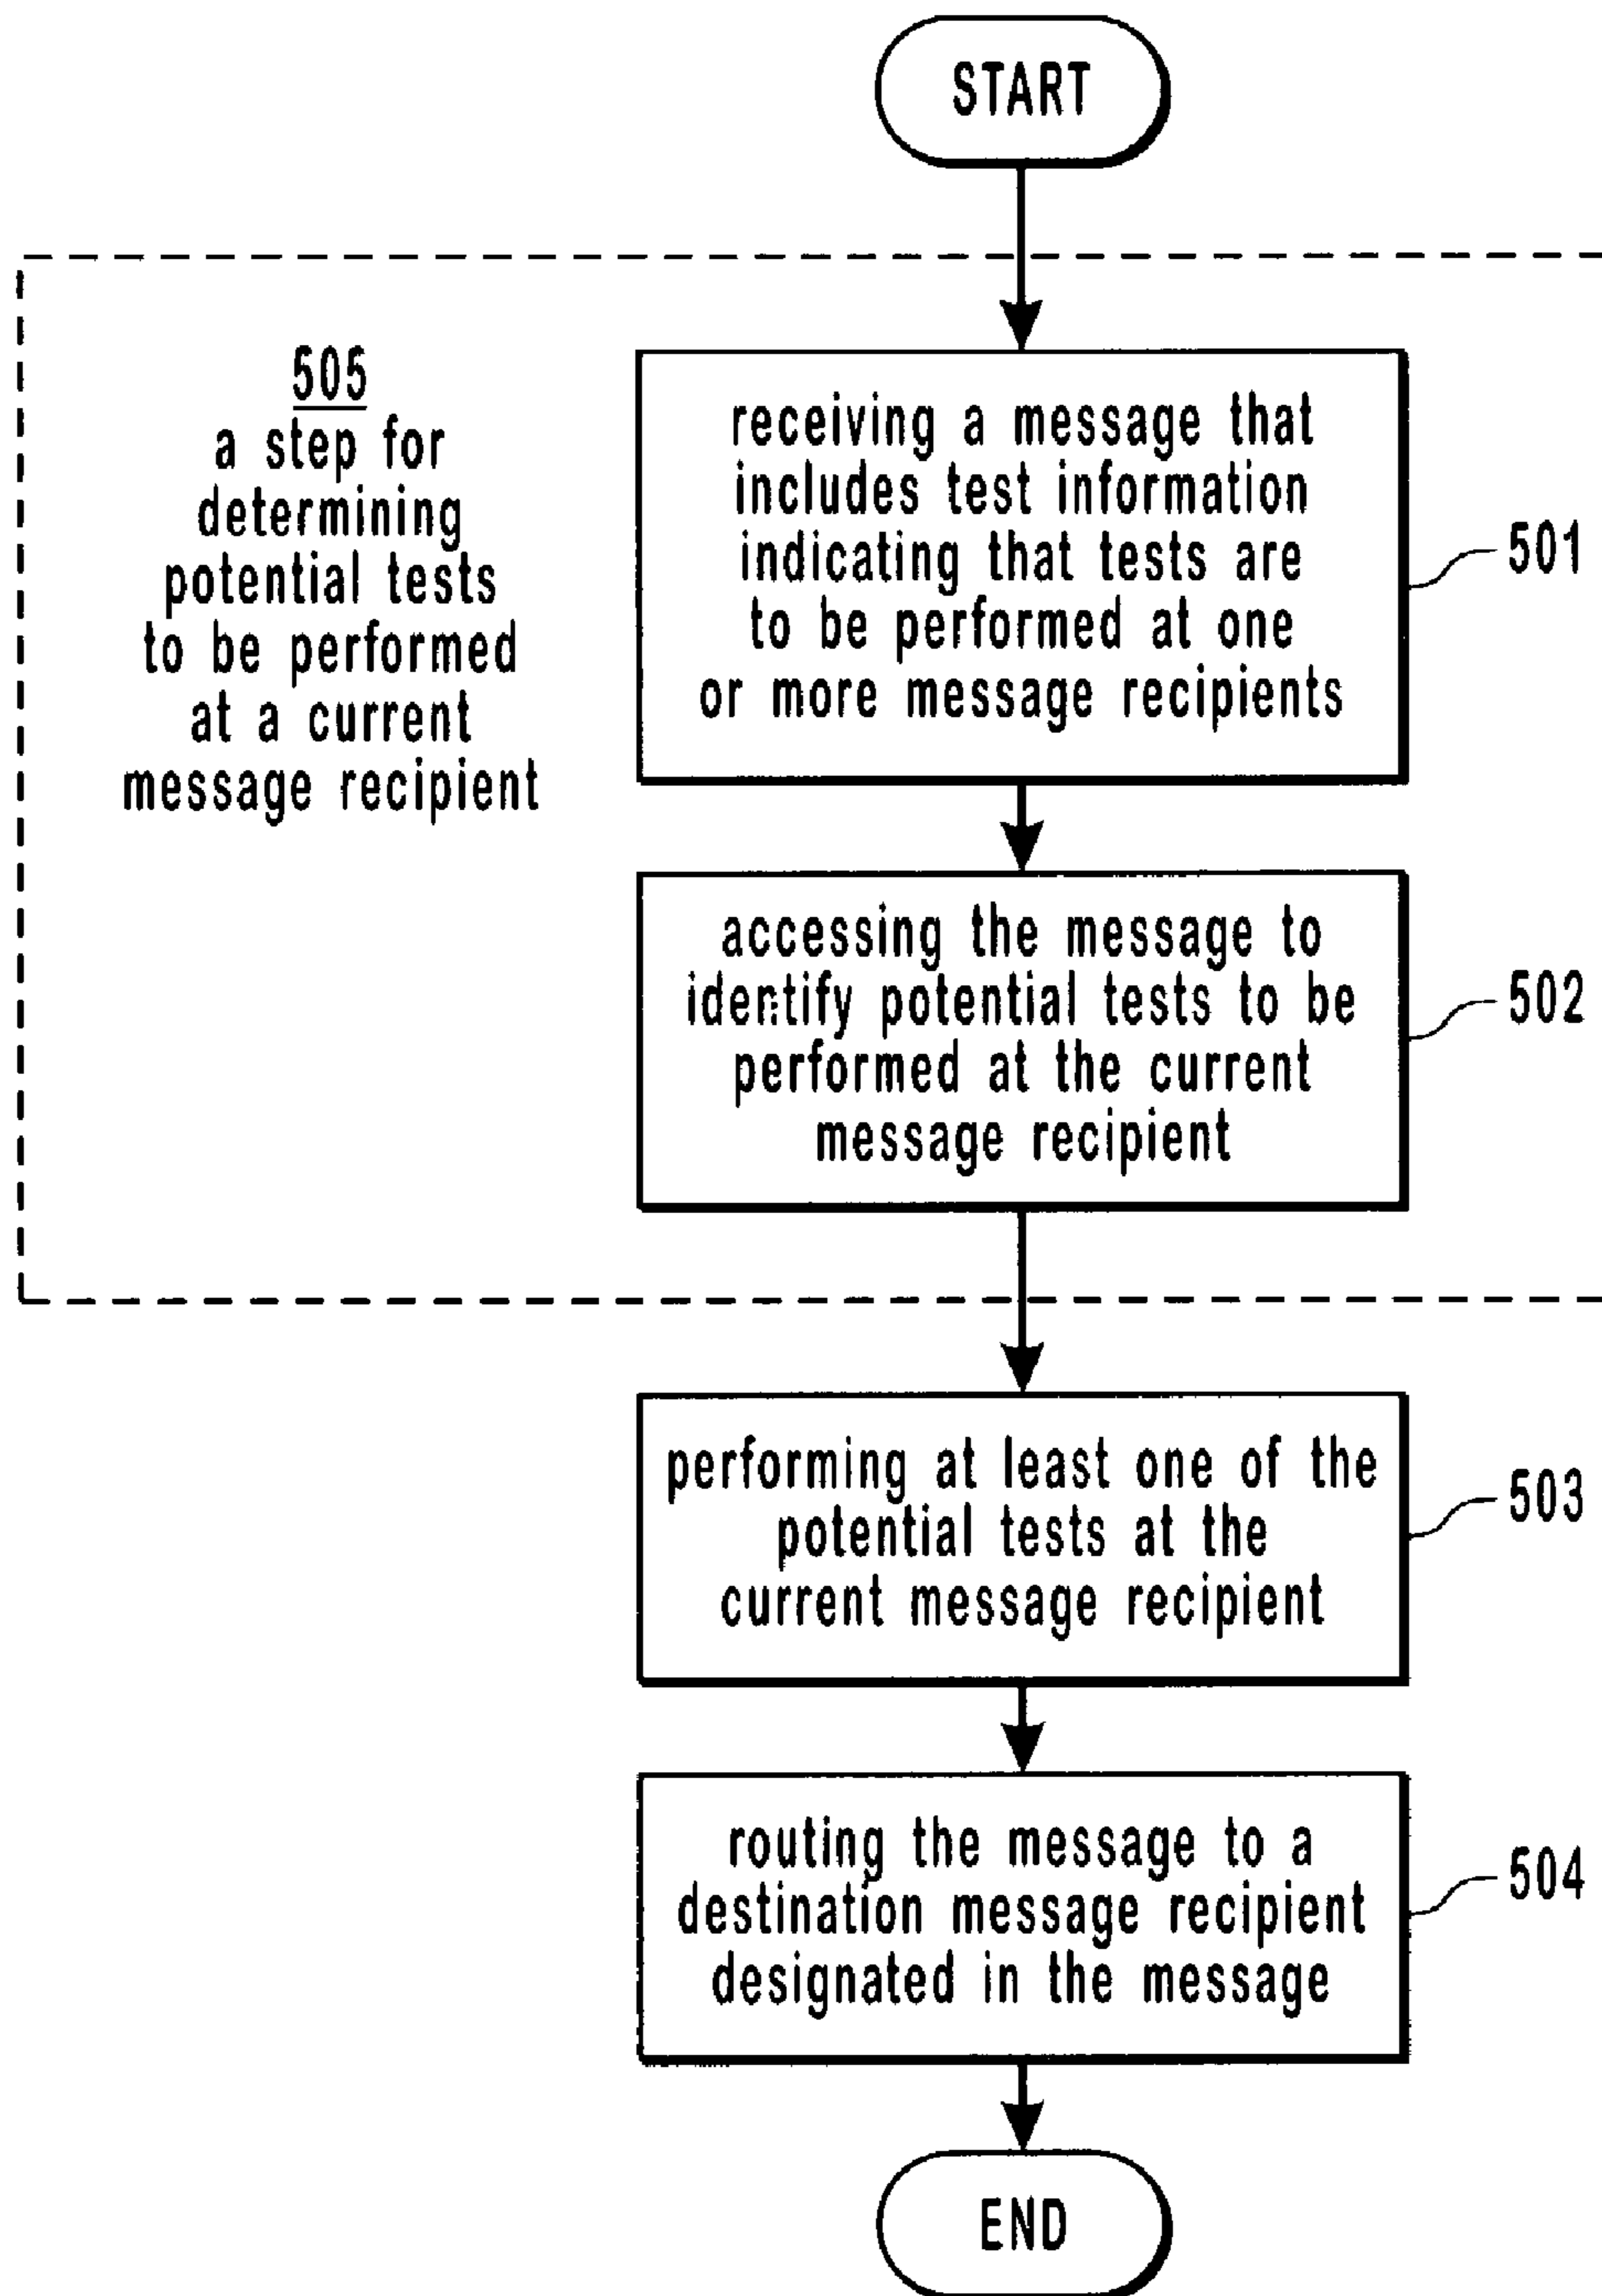 START
505
a step for
determining
potential tests
to be performed
at a current
message recipient
receiving a message that
includes test information
indicating that tests are
to be performed at one
or more message recipients
501
accessing the message to
identify potential tests to be
performed at the current
message recipient
502
performing at least one of the
potential tests at the
current message recipient
503
routing the message to a
destination message recipient
designated in the message
504
END